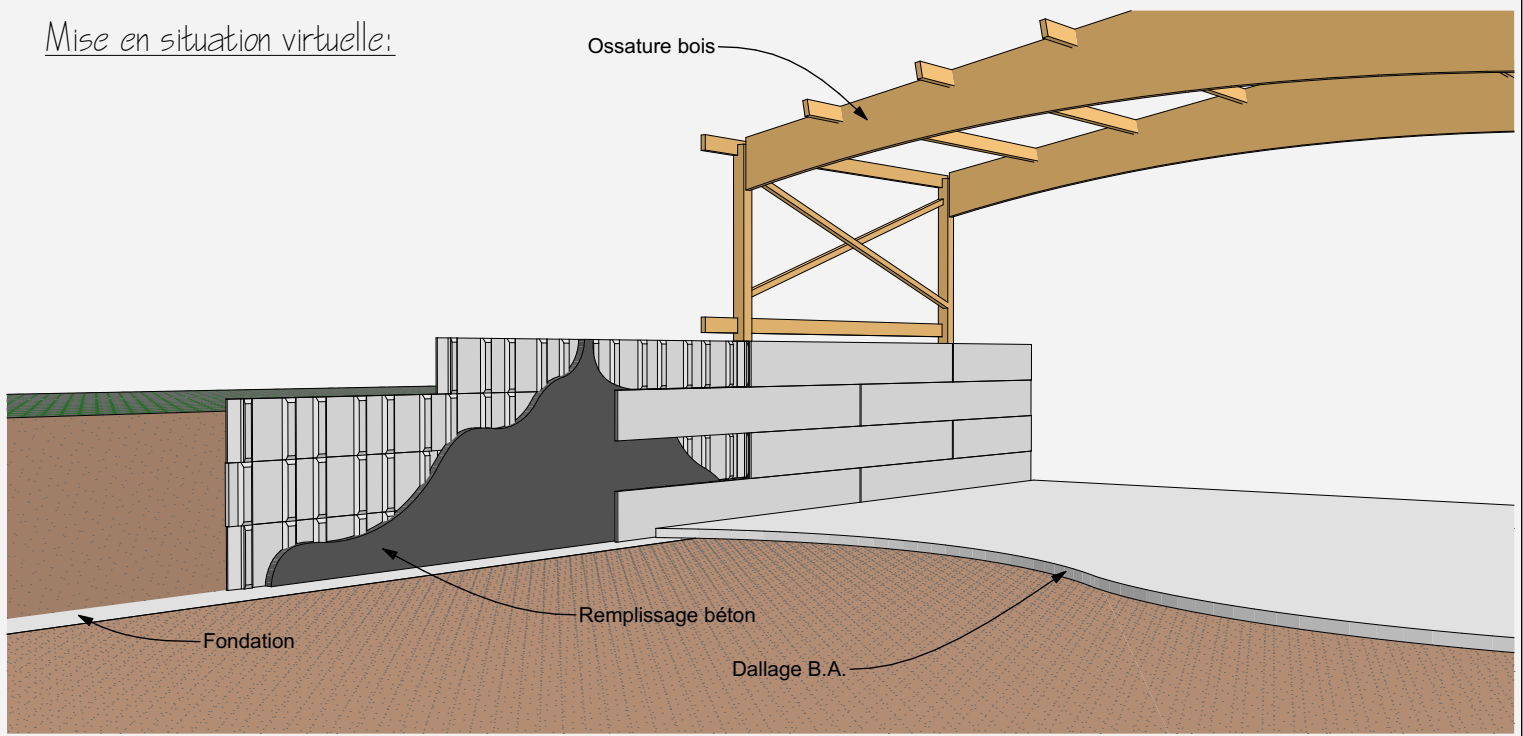 Mise en situation virtuelle:
Ossature bois
Remplissage béton
Fondation
Dallage B.A.